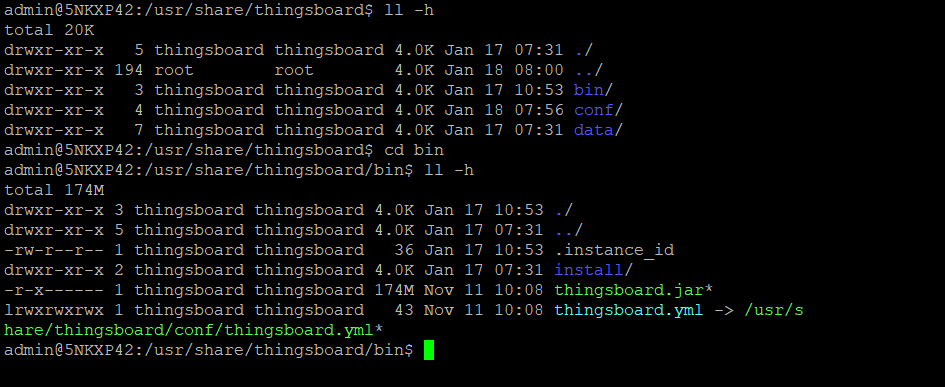 admin@5NKXP42:/usr/share/thingsboard$ ll -h
total 20K
drwxr-xr-x   5 thingsboard thingsboard 4.0K Jan 17 07:31 ./
drwxr-xr-x 194 root        root        4.0K Jan 18 08:00 ../
drwxr-xr-x   3 thingsboard thingsboard 4.0K Jan 17 10:53 bin/
drwxr-xr-x   4 thingsboard thingsboard 4.0K Jan 18 07:56 conf/
drwxr-xr-x   7 thingsboard thingsboard 4.0K Jan 17 07:31 data/
admin@5NKXP42:/usr/share/thingsboard$ cd bin
admin@5NKXP42:/usr/share/thingsboard/bin$ ll -h
total 174M
drwxr-xr-x 3 thingsboard thingsboard 4.0K Jan 17 10:53 ./
drwxr-xr-x 5 thingsboard thingsboard 4.0K Jan 17 07:31 ../
-rw-r--r-- 1 thingsboard thingsboard   36 Jan 17 10:53 .instance_id
drwxr-xr-x 2 thingsboard thingsboard 4.0K Jan 17 07:31 install/
-r-x------ 1 thingsboard thingsboard 174M Nov 11 10:08 thingsboard.jar*
lrwxrwxrwx 1 thingsboard thingsboard   43 Nov 11 10:08 thingsboard.yml -> /usr/s
hare/thingsboard/conf/thingsboard.yml*
admin@5NKXP42:/usr/share/thingsboard/bin$